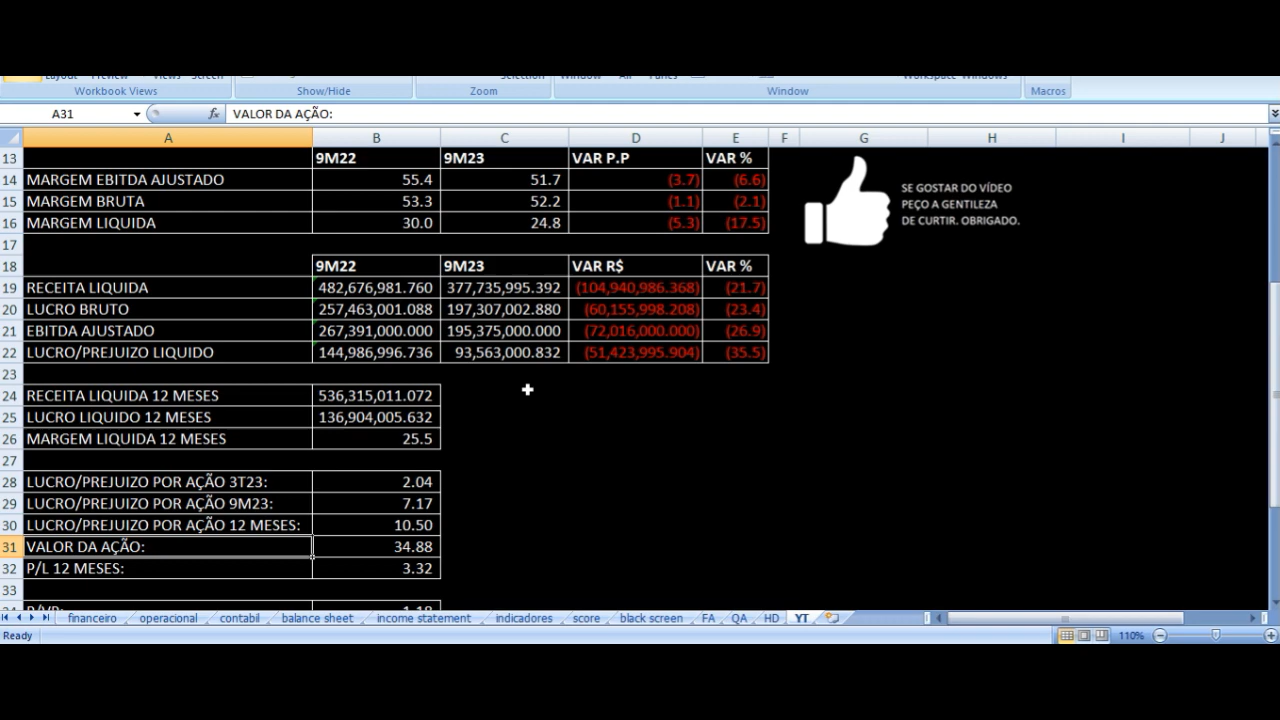 Workbook Views Show/Hide Zoom Window Macros
A31 fx VALOR DA AÇÃO:
A B C D E F G H I J
13 9M22 9M23 VAR P.P VAR %
14 MARGEM EBITDA AJUSTADO 55.4 51.7 (3.7) (6.6)
15 MARGEM BRUTA 53.3 52.2 (1.1) (2.1)
16 MARGEM LIQUIDA 30.0 24.8 (5.3) (17.5)
SE GOSTAR DO VÍDEO
PEÇO A GENTILEZA
DE CURTIR. OBRIGADO.
17
18 9M22 9M23 VAR R$ VAR %
19 RECEITA LIQUIDA 482,676,981.760 377,735,995.392 (104,940,986.368) (21.7)
20 LUCRO BRUTO 257,463,001.088 197,307,002.880 (60,155,998.208) (23.4)
21 EBITDA AJUSTADO 267,391,000.000 195,375,000.000 (72,016,000.000) (26.9)
22 LUCRO/PREJUIZO LIQUIDO 144,986,996.736 93,563,000.832 (51,423,995.904) (35.5)
23
24 RECEITA LIQUIDA 12 MESES 536,315,011.072
25 LUCRO LIQUIDO 12 MESES 136,904,005.632
26 MARGEM LIQUIDA 12 MESES 25.5
27
28 LUCRO/PREJUIZO POR AÇÃO 3T23: 2.04
29 LUCRO/PREJUIZO POR AÇÃO 9M23: 7.17
30 LUCRO/PREJUIZO POR AÇÃO 12 MESES: 10.50
31 VALOR DA AÇÃO: 34.88
32 P/L 12 MESES: 3.32
33
financeiro operacional contabil balance sheet income statement indicadores score black screen FA QA HD YT
Ready 110%